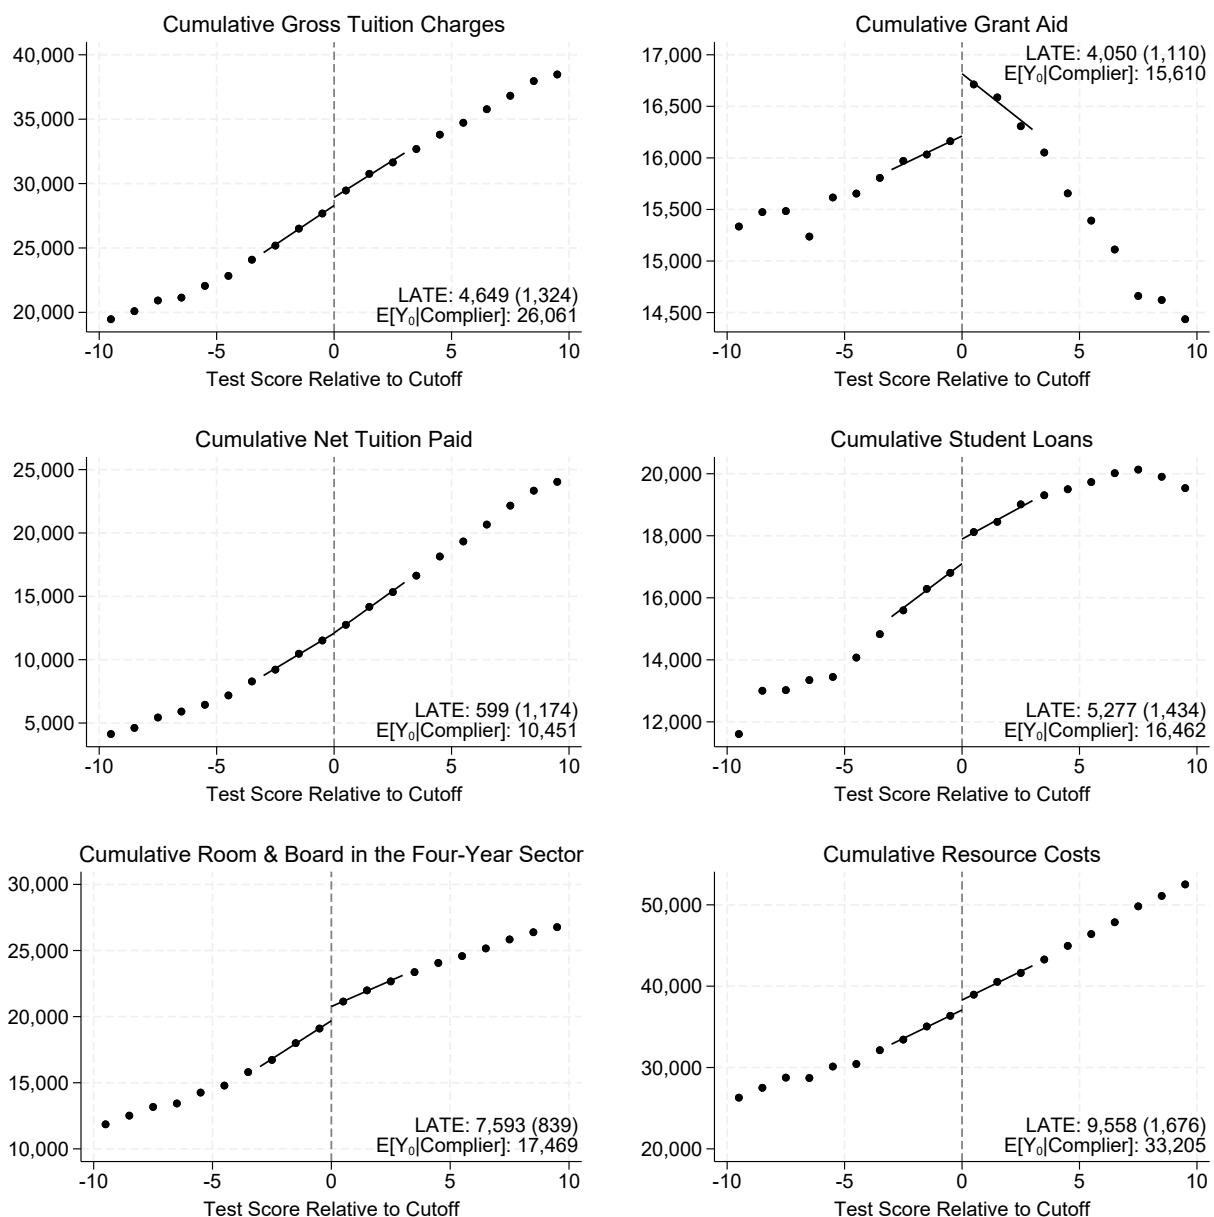 Cumulative Gross Tuition Charges
40,000
35,000
30,000
25,000
20,000
LATE: 4,649 (1,324)
E[Y₀|Complier]: 26,061
-10 -5 0 5 10
Test Score Relative to Cutoff
Cumulative Grant Aid
17,000
16,500
16,000
15,500
15,000
14,500
LATE: 4,050 (1,110)
E[Y₀|Complier]: 15,610
-10 -5 0 5 10
Test Score Relative to Cutoff
Cumulative Net Tuition Paid
25,000
20,000
15,000
10,000
5,000
LATE: 599 (1,174)
E[Y₀|Complier]: 10,451
-10 -5 0 5 10
Test Score Relative to Cutoff
Cumulative Student Loans
20,000
18,000
16,000
14,000
12,000
LATE: 5,277 (1,434)
E[Y₀|Complier]: 16,462
-10 -5 0 5 10
Test Score Relative to Cutoff
Cumulative Room & Board in the Four-Year Sector
30,000
25,000
20,000
15,000
10,000
LATE: 7,593 (839)
E[Y₀|Complier]: 17,469
-10 -5 0 5 10
Test Score Relative to Cutoff
Cumulative Resource Costs
50,000
40,000
30,000
20,000
LATE: 9,558 (1,676)
E[Y₀|Complier]: 33,205
-10 -5 0 5 10
Test Score Relative to Cutoff